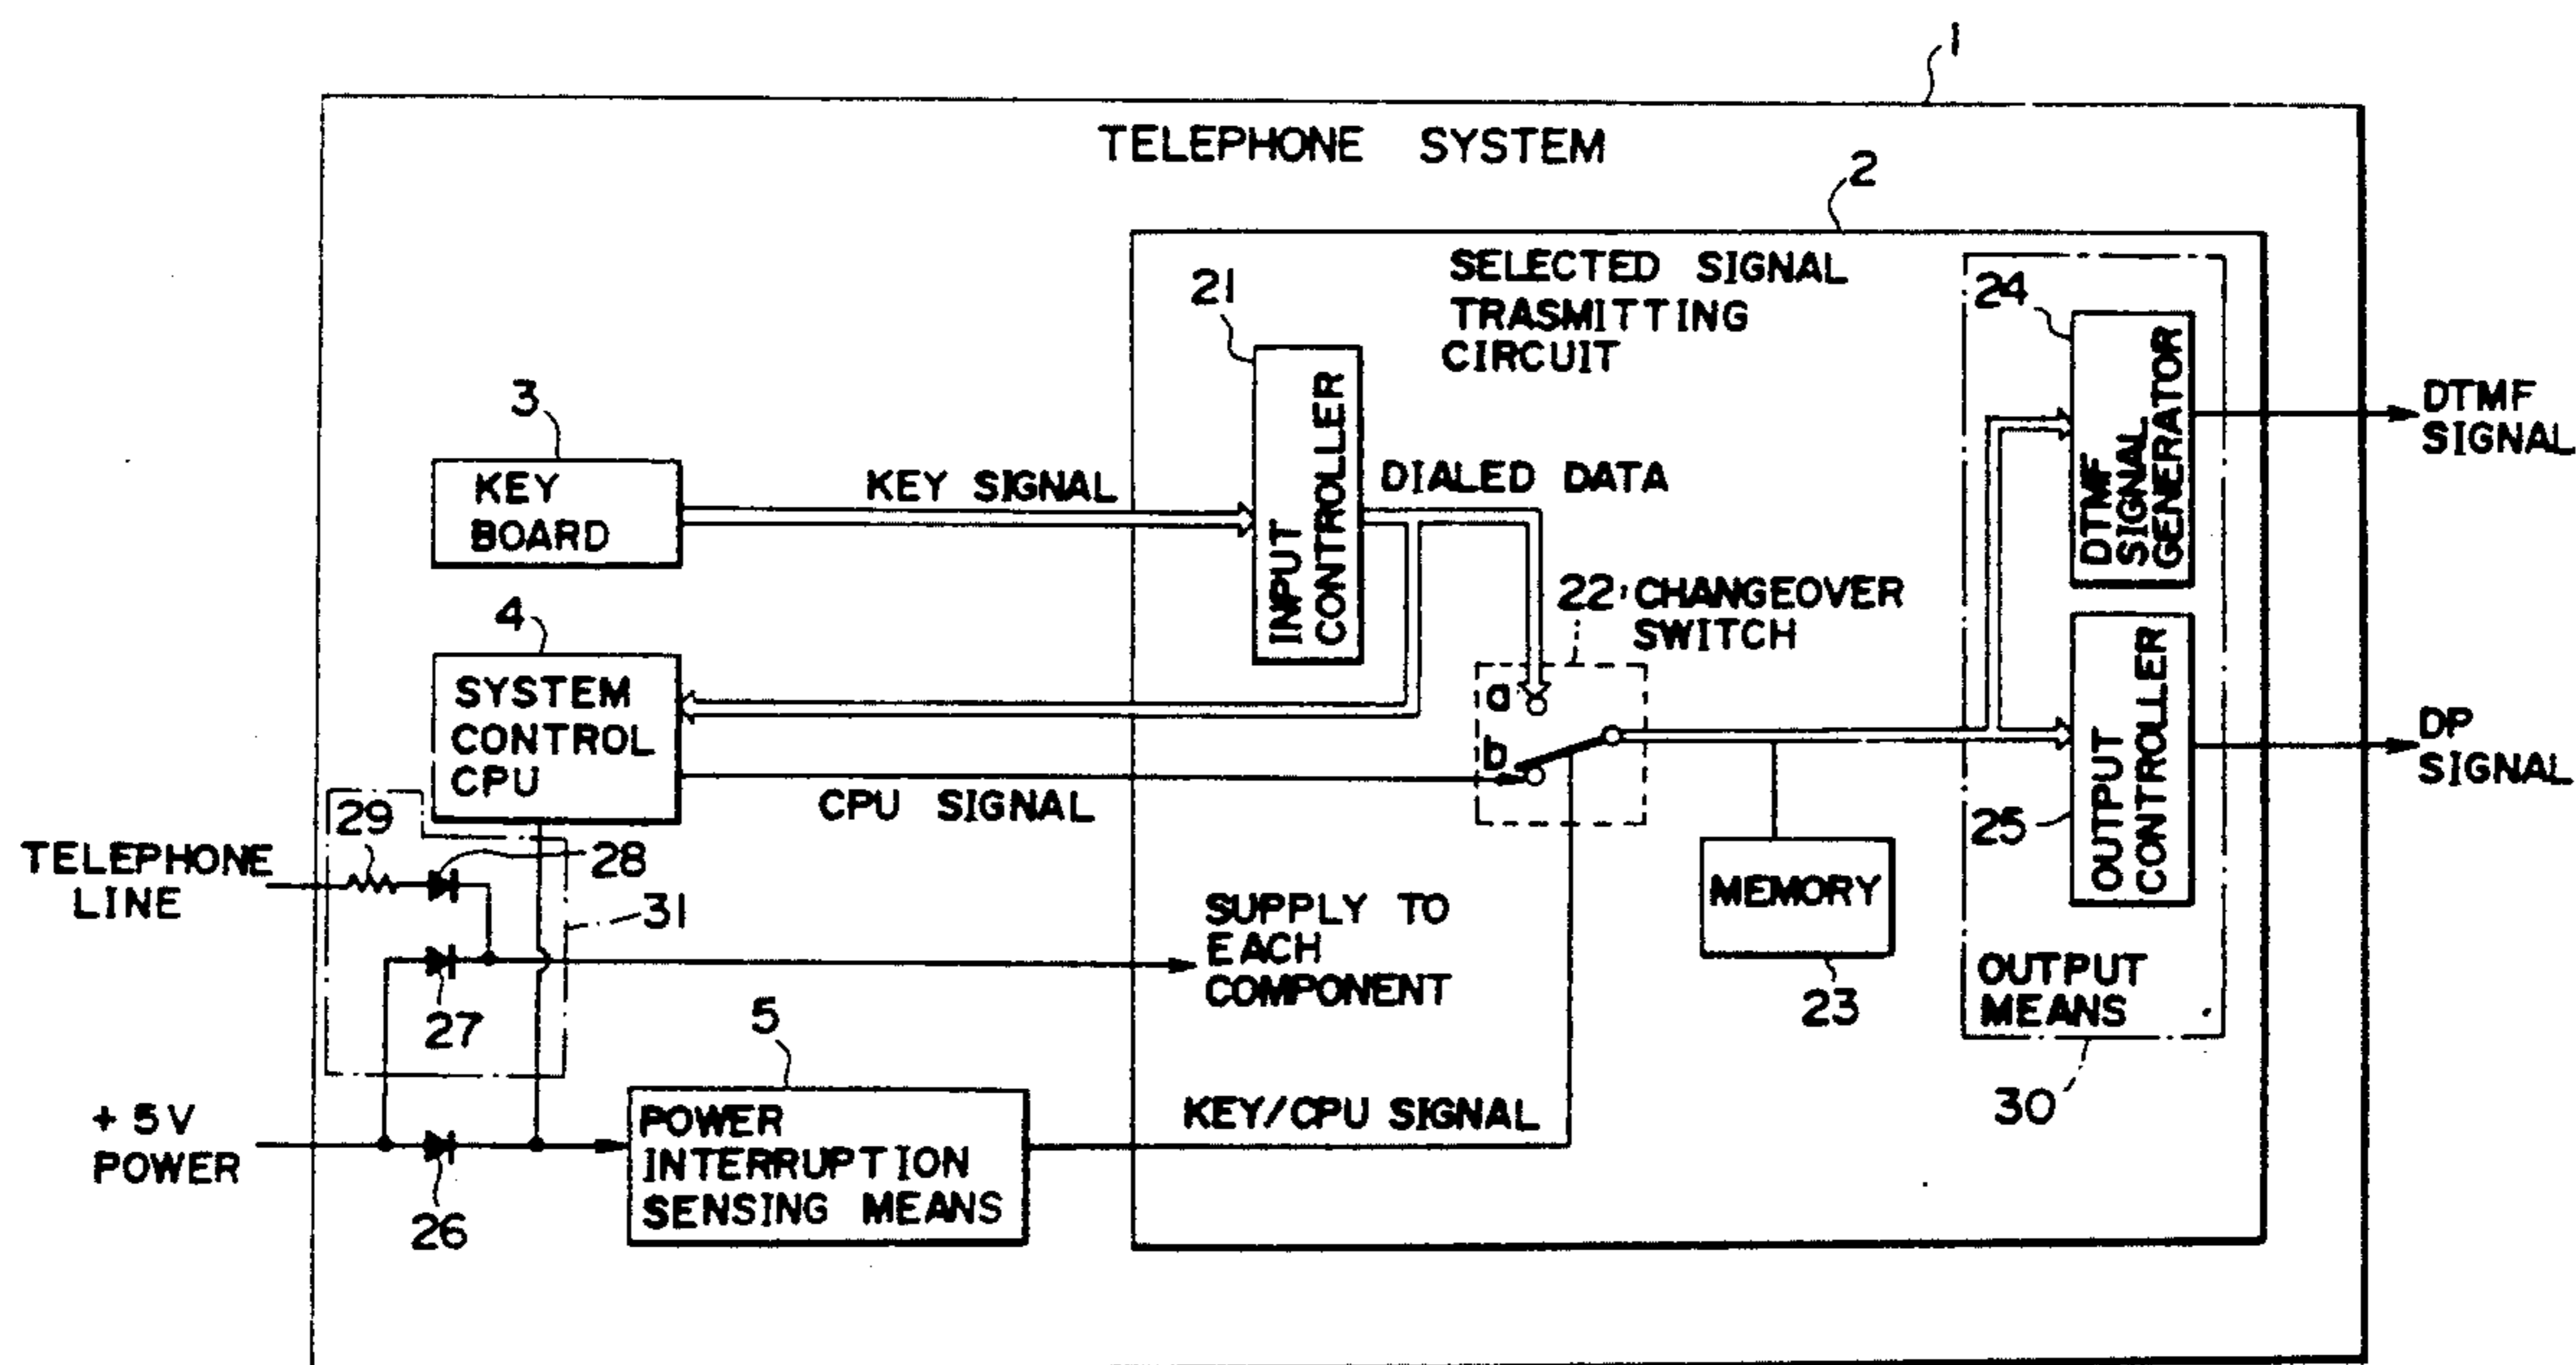 1
TELEPHONE SYSTEM
2
SELECTED SIGNAL
TRASMITTING
CIRCUIT
21
INPUT
CONTROLLER
24
DTMF
SIGNAL
GENERATOR
DTMF
SIGNAL
3
KEY
BOARD
KEY SIGNAL
DIALED DATA
22
CHANGEOVER
SWITCH
4
SYSTEM
CONTROL
CPU
CPU SIGNAL
a
b
25
OUTPUT
CONTROLLER
DP
SIGNAL
29
28
TELEPHONE
LINE
31
27
SUPPLY TO
EACH
COMPONENT
MEMORY
23
OUTPUT
MEANS
30
+5V
POWER
26
5
POWER
INTERRUPTION
SENSING MEANS
KEY/CPU SIGNAL